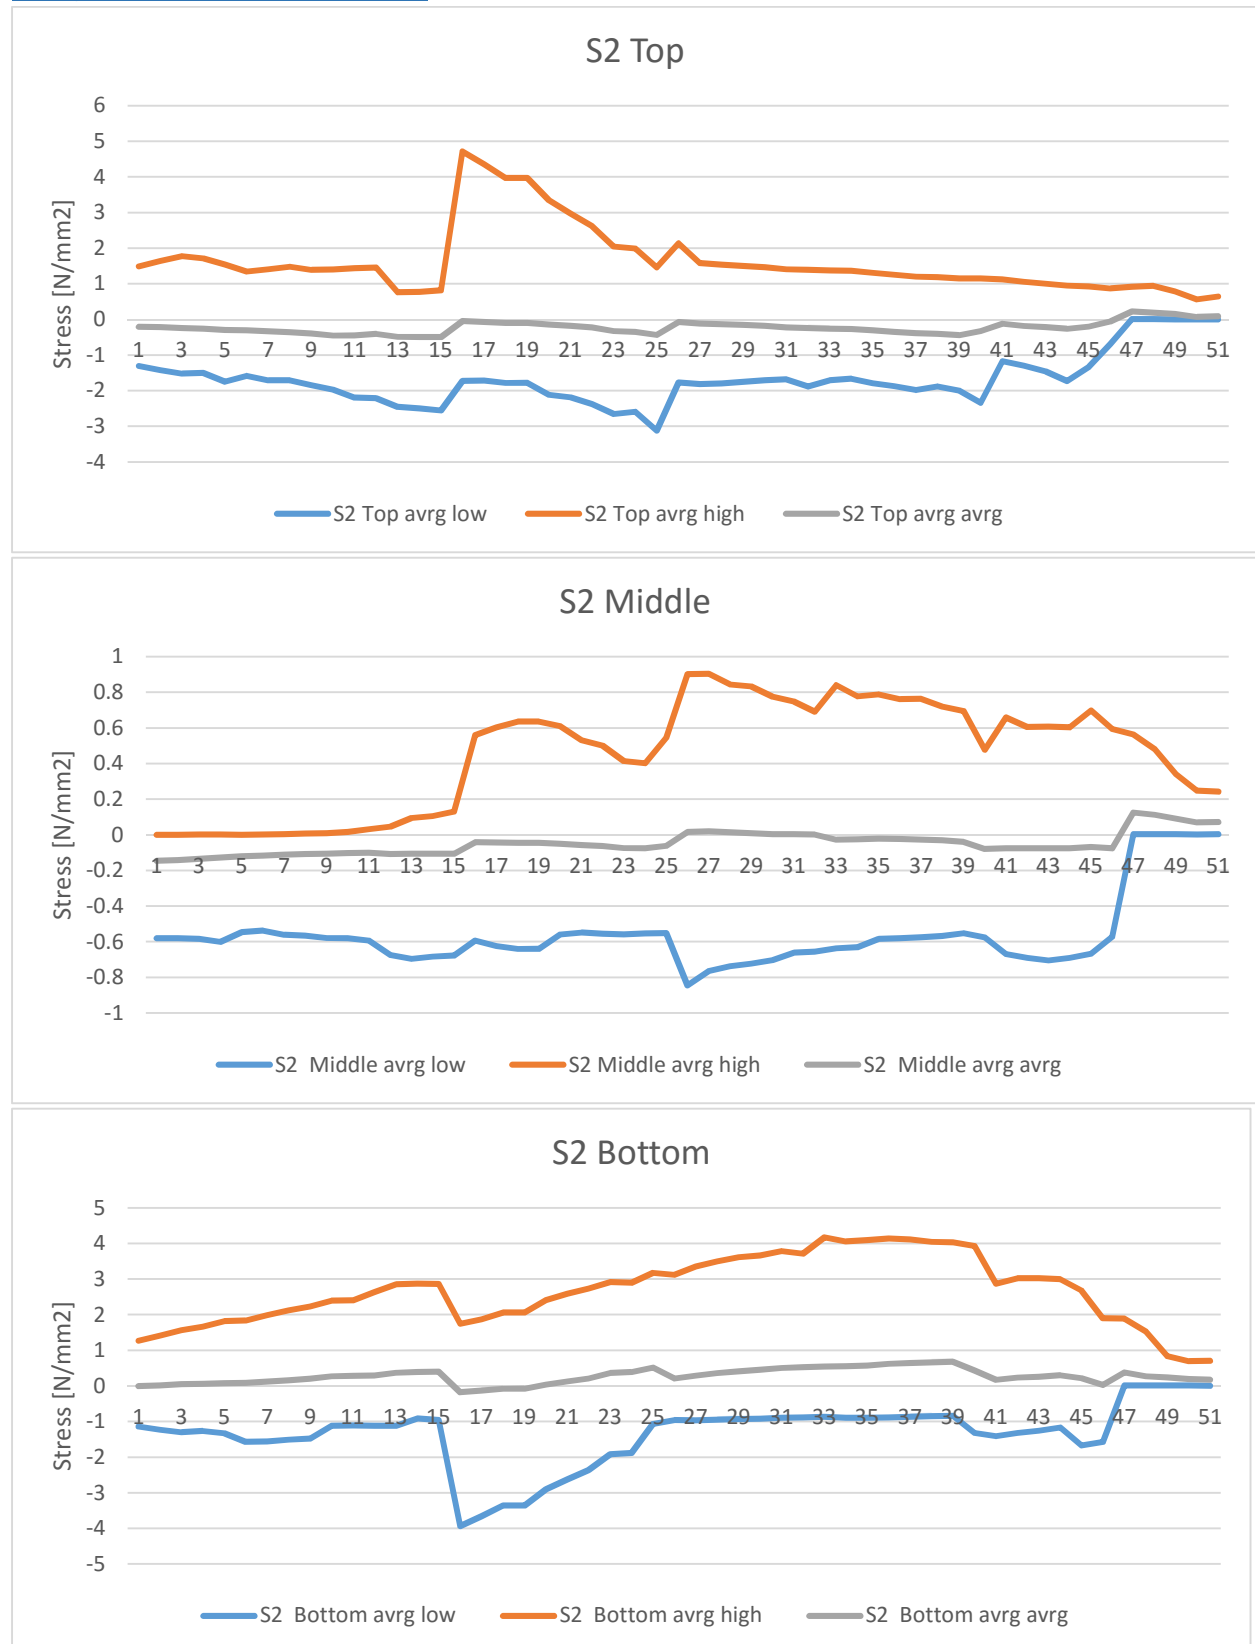 S2 Top
6
5
4
3
2
1
0
-1
-2
-3
-4
Stress [N/mm2]
1 3 5 7 9 11 13 15 17 19 21 23 25 27 29 31 33 35 37 39 41 43 45 47 49 51
S2 Top avrg low S2 Top avrg high S2 Top avrg avrg
S2 Middle
1
0.8
0.6
0.4
0.2
0
-0.2
-0.4
-0.6
-0.8
-1
Stress [N/mm2]
1 3 5 7 9 11 13 15 17 19 21 23 25 27 29 31 33 35 37 39 41 43 45 47 49 51
S2 Middle avrg low S2 Middle avrg high S2 Middle avrg avrg
S2 Bottom
5
4
3
2
1
0
-1
-2
-3
-4
-5
Stress [N/mm2]
1 3 5 7 9 11 13 15 17 19 21 23 25 27 29 31 33 35 37 39 41 43 45 47 49 51
S2 Bottom avrg low S2 Bottom avrg high S2 Bottom avrg avrg